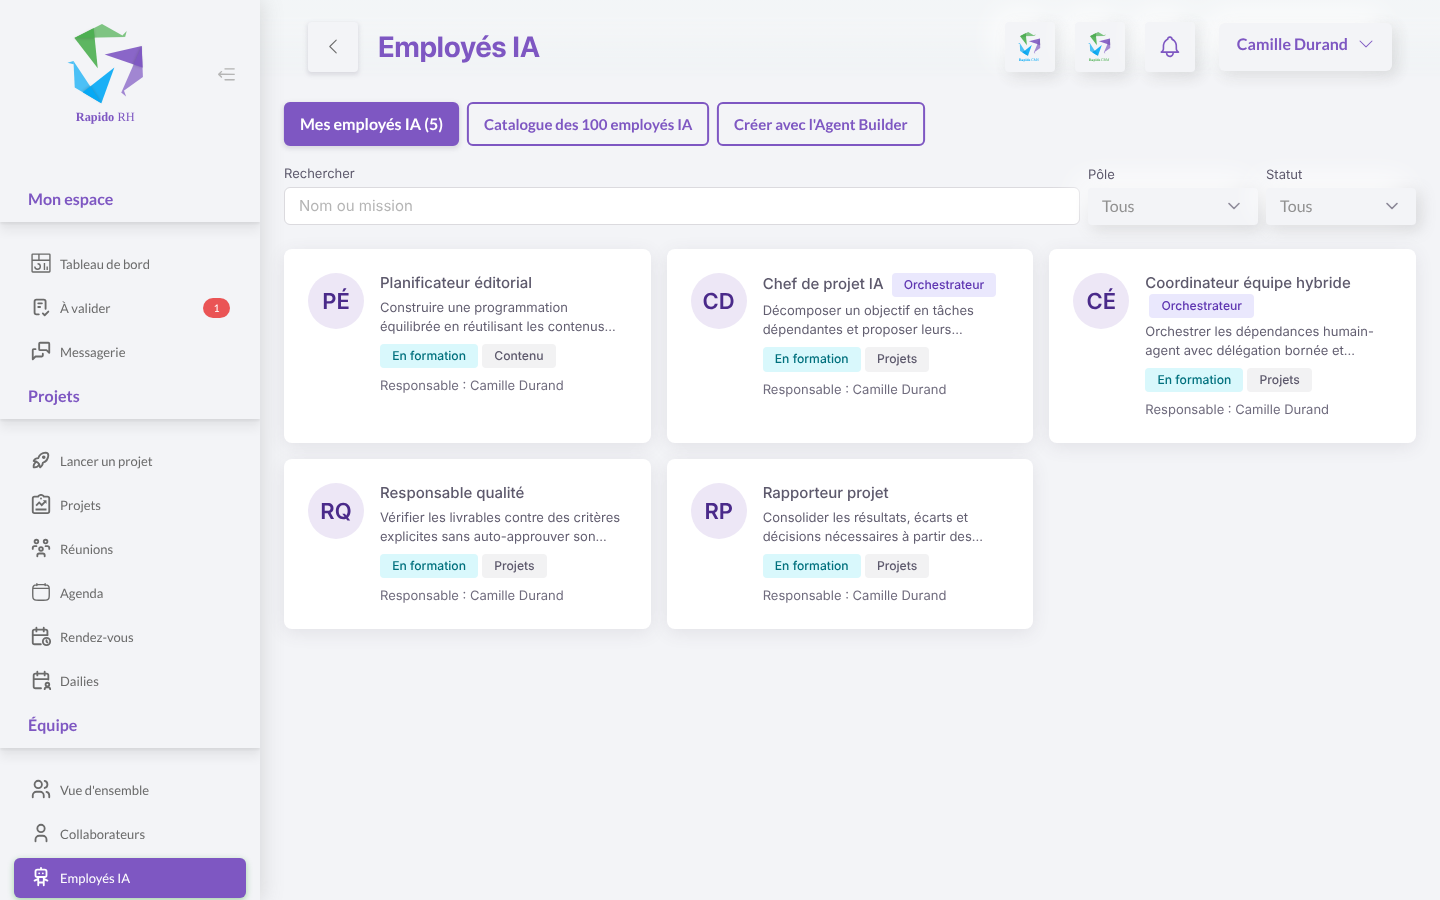 Rapido RH
Mon espace
Tableau de bord
À valider
1
Messagerie
Projets
Lancer un projet
Projets
Réunions
Agenda
Rendez-vous
Dailies
Équipe
Vue d'ensemble
Collaborateurs
Employés IA
Employés IA
Camille Durand
Mes employés IA (5)
Catalogue des 100 employés IA
Créer avec l'Agent Builder
Rechercher
Nom ou mission
Pôle
Tous
Statut
Tous
PÉ
Planificateur éditorial
Construire une programmation
équilibrée en réutilisant les contenus...
En formation
Contenu
Responsable : Camille Durand
CD
Chef de projet IA
Orchestrateur
Décomposer un objectif en tâches
dépendantes et proposer leurs...
En formation
Projets
Responsable : Camille Durand
CÉ
Coordinateur équipe hybride
Orchestrateur
Orchestrer les dépendances humain-
agent avec délégation bornée et...
En formation
Projets
Responsable : Camille Durand
RQ
Responsable qualité
Vérifier les livrables contre des critères
explicites sans auto-approuver son...
En formation
Projets
Responsable : Camille Durand
RP
Rapporteur projet
Consolider les résultats, écarts et
décisions nécessaires à partir des...
En formation
Projets
Responsable : Camille Durand